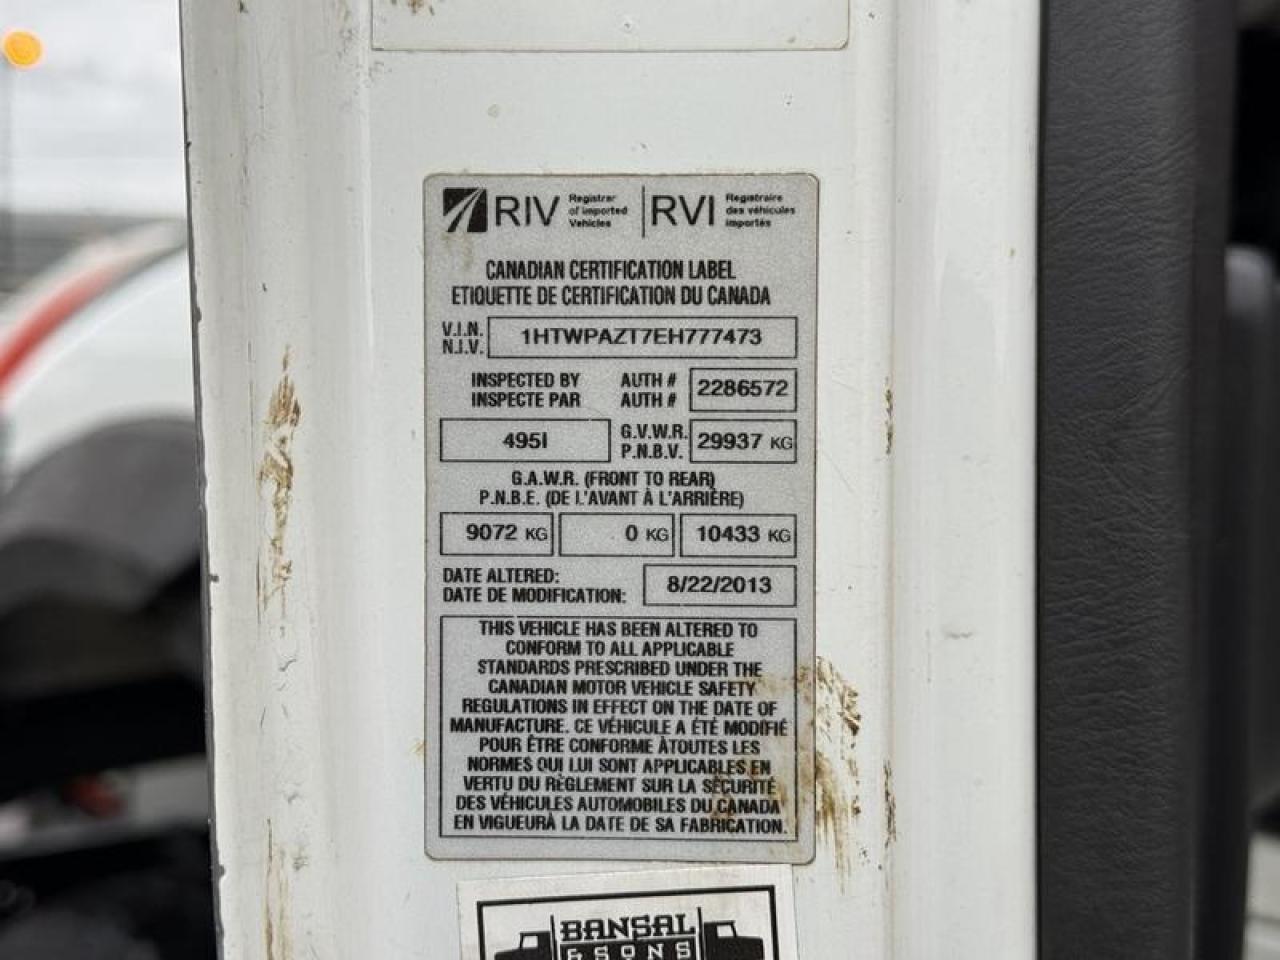 RIV Registrar of Imported Vehicles | RVI Registraire des véhicules importés
CANADIAN CERTIFICATION LABEL
ETIQUETTE DE CERTIFICATION DU CANADA
V.I.N. 1HTWPAZT7EH777473
N.I.V.
INSPECTED BY AUTH # 2286572
INSPECTE PAR AUTH #
495I G.V.W.R. 29937 KG
P.N.B.V.
G.A.W.R. (FRONT TO REAR)
P.N.B.E. (DE L'AVANT À L'ARRIÈRE)
9072 KG 0 KG 10433 KG
DATE ALTERED: 8/22/2013
DATE DE MODIFICATION:
THIS VEHICLE HAS BEEN ALTERED TO
CONFORM TO ALL APPLICABLE
STANDARDS PRESCRIBED UNDER THE
CANADIAN MOTOR VEHICLE SAFETY
REGULATIONS IN EFFECT ON THE DATE OF
MANUFACTURE. CE VÉHICULE A ÉTÉ MODIFIÉ
POUR ÊTRE CONFORME ÀTOUTES LES
NORMES QUI LUI SONT APPLICABLES EN
VERTU DU RÈGLEMENT SUR LA SÉCURITÉ
DES VÉHICULES AUTOMOBILES DU CANADA
EN VIGUEURÀ LA DATE DE SA FABRICATION.
BANSAL
& SONS